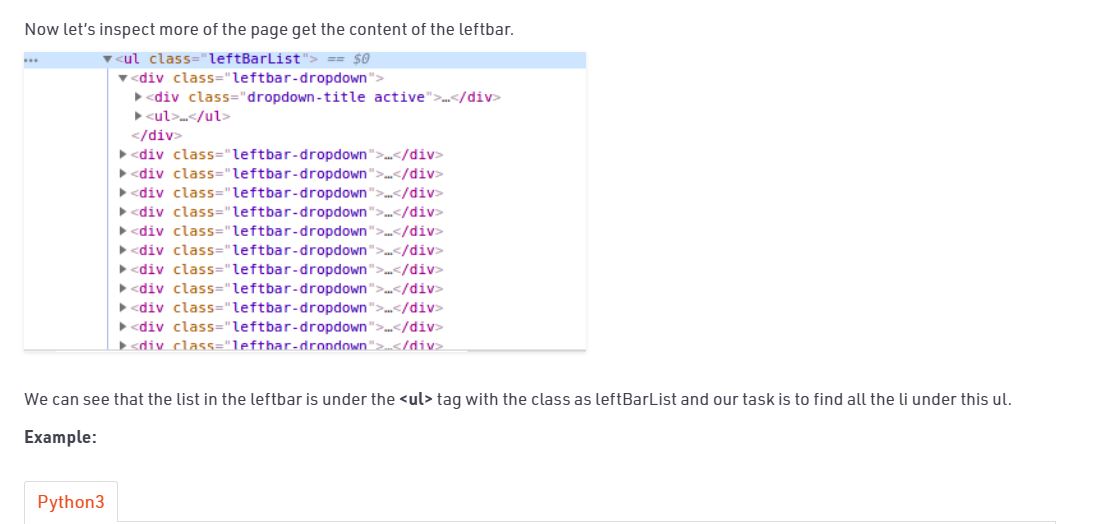 Now let's inspect more of the page get the content of the leftbar.
••• ▼<ul class="leftBarList"> == $0
▼<div class="leftbar-dropdown">
▶<div class="dropdown-title active">…</div>
▶<ul>…</ul>
</div>
▶<div class="leftbar-dropdown">…</div>
▶<div class="leftbar-dropdown">…</div>
▶<div class="leftbar-dropdown">…</div>
▶<div class="leftbar-dropdown">…</div>
▶<div class="leftbar-dropdown">…</div>
▶<div class="leftbar-dropdown">…</div>
▶<div class="leftbar-dropdown">…</div>
▶<div class="leftbar-dropdown">…</div>
▶<div class="leftbar-dropdown">…</div>
▶<div class="leftbar-dropdown">…</div>
▶<div class="leftbar-dropdown">…</div>
We can see that the list in the leftbar is under the <ul> tag with the class as leftBarList and our task is to find all the li under this ul.
Example:
Python3